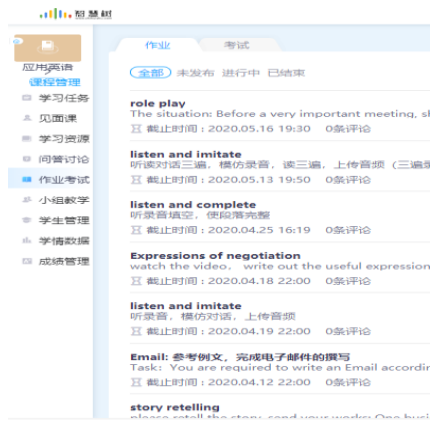 智慧树
作业 考试
应用英语
课程管理
学习任务
见面课
学习资源
问答讨论
作业考试
小组教学
学生管理
学情数据
成绩管理
全部 未发布 进行中 已结束
role play
The situation: Before a very important meeting, sh
截止时间：2020.05.16 19:30 0条评论
listen and imitate
听读对话三遍，模仿录音，读三遍，上传音频（三遍录
截止时间：2020.05.13 19:50 0条评论
listen and complete
听录音填空，使段落完整
截止时间：2020.04.25 16:19 0条评论
Expressions of negotiation
watch the video, write out the useful expression
截止时间：2020.04.18 22:00 0条评论
listen and imitate
听录音，模仿对话，上传音频
截止时间：2020.04.19 22:00 0条评论
Email: 参考例文，完成电子邮件的撰写
Task: You are required to write an Email accordin
截止时间：2020.04.12 22:00 0条评论
story retelling
please retell the story, send your works: One busi